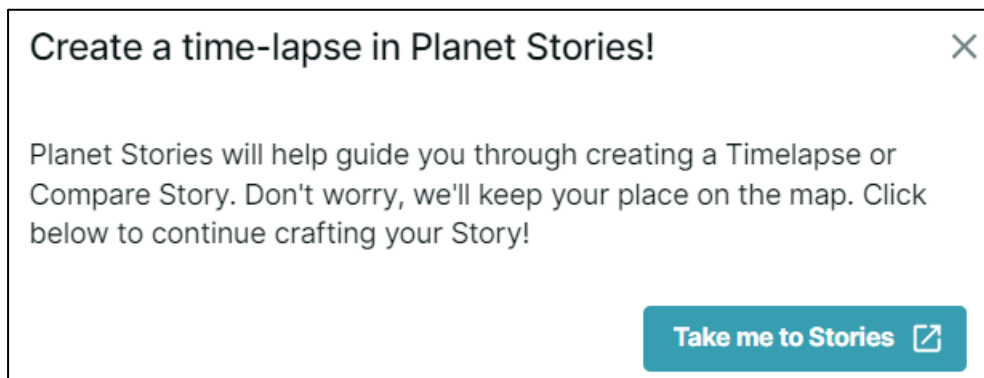 Create a time-lapse in Planet Stories!
Planet Stories will help guide you through creating a Timelapse or
Compare Story. Don't worry, we'll keep your place on the map. Click
below to continue crafting your Story!
Take me to Stories